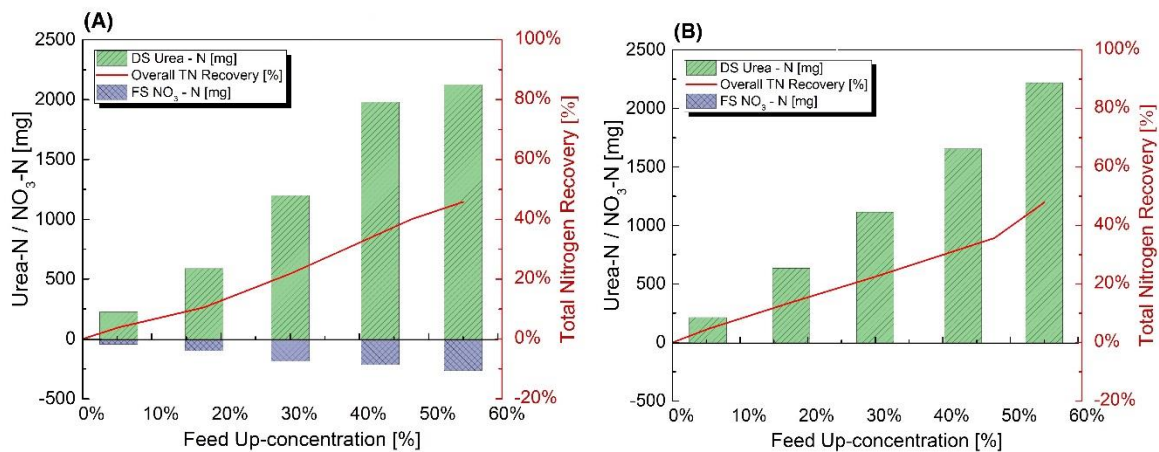 (A)
2500
2000
1500
1000
500
0
-500
Urea-N / NO3-N [mg]
DS Urea - N [mg]
Overall TN Recovery [%]
FS NO3 - N [mg]
100%
80%
60%
40%
20%
0%
-20%
Total Nitrogen Recovery [%]
0% 10% 20% 30% 40% 50% 60%
Feed Up-concentration [%]
(B)
2500
2000
1500
1000
500
0
-500
Urea-N / NO3-N [mg]
DS Urea - N [mg]
Overall TN Recovery [%]
FS NO3 - N [mg]
100%
80%
60%
40%
20%
0%
-20%
Total Nitrogen Recovery [%]
0% 10% 20% 30% 40% 50% 60%
Feed Up-concentration [%]